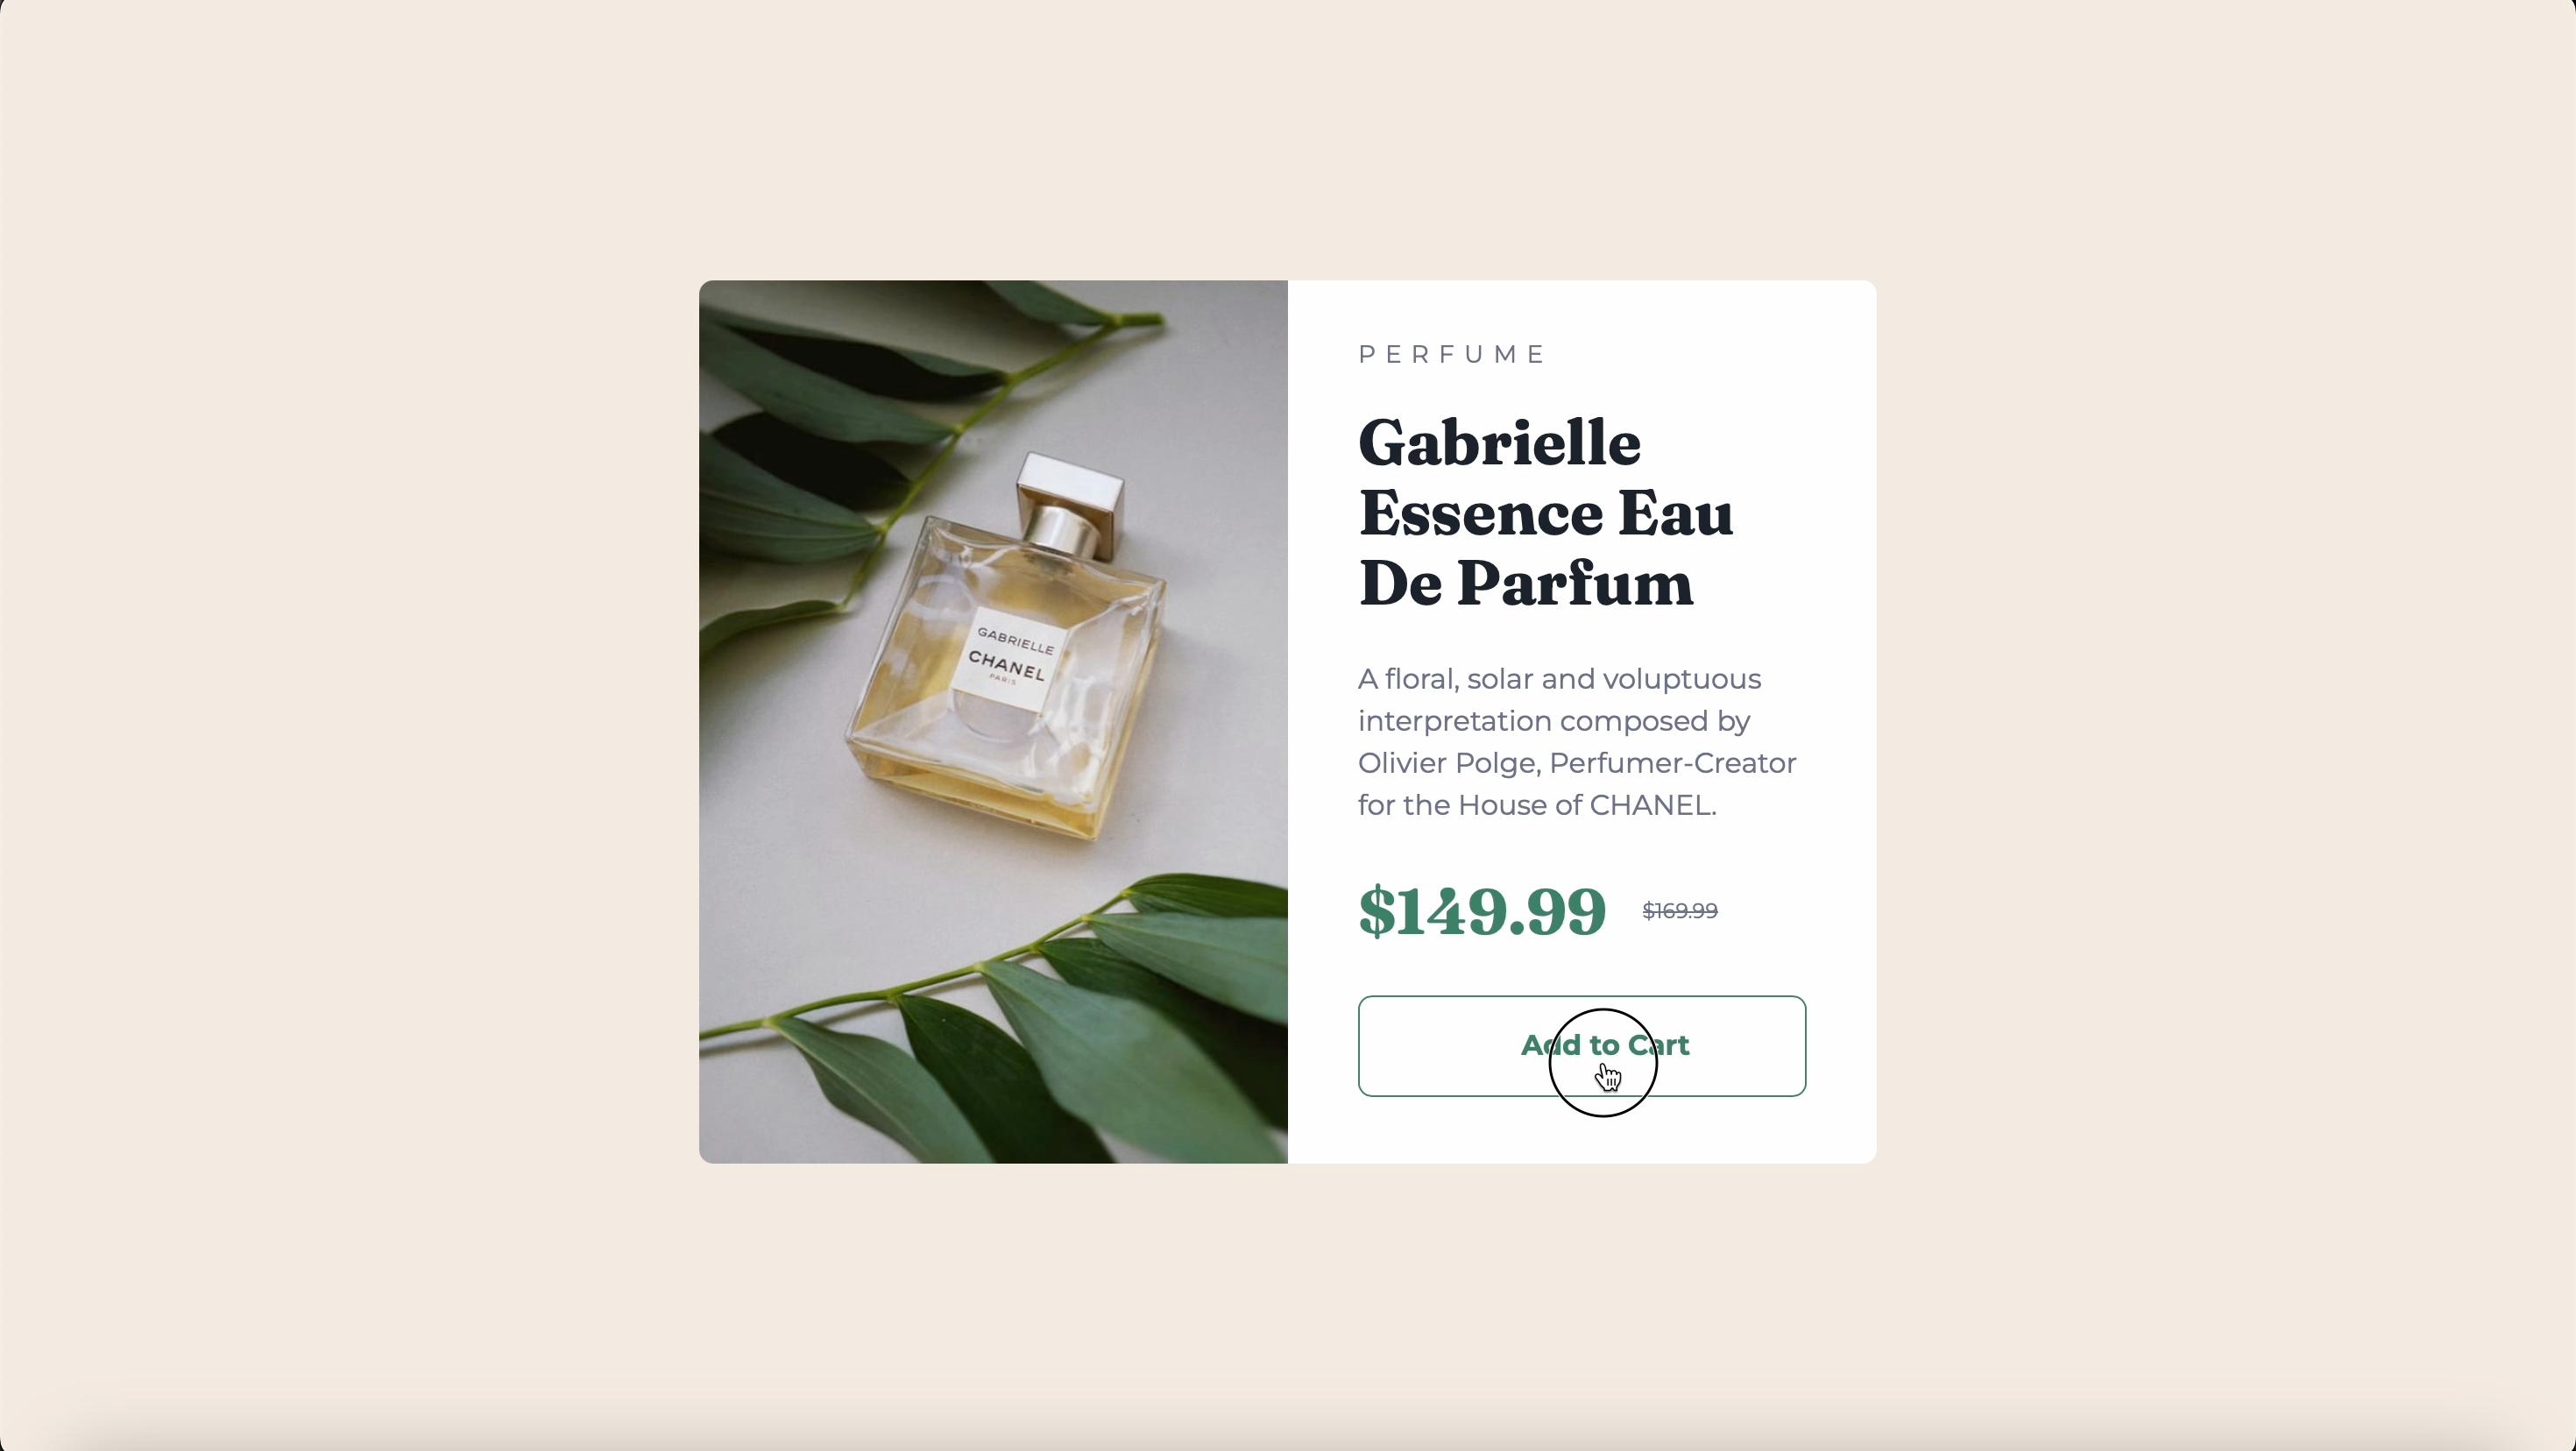 GABRIELLE
CHANEL
PARIS
PERFUME
Gabrielle
Essence Eau
De Parfum
A floral, solar and voluptuous
interpretation composed by
Olivier Polge, Perfumer-Creator
for the House of CHANEL.
$149.99 $169.99
Add to Cart